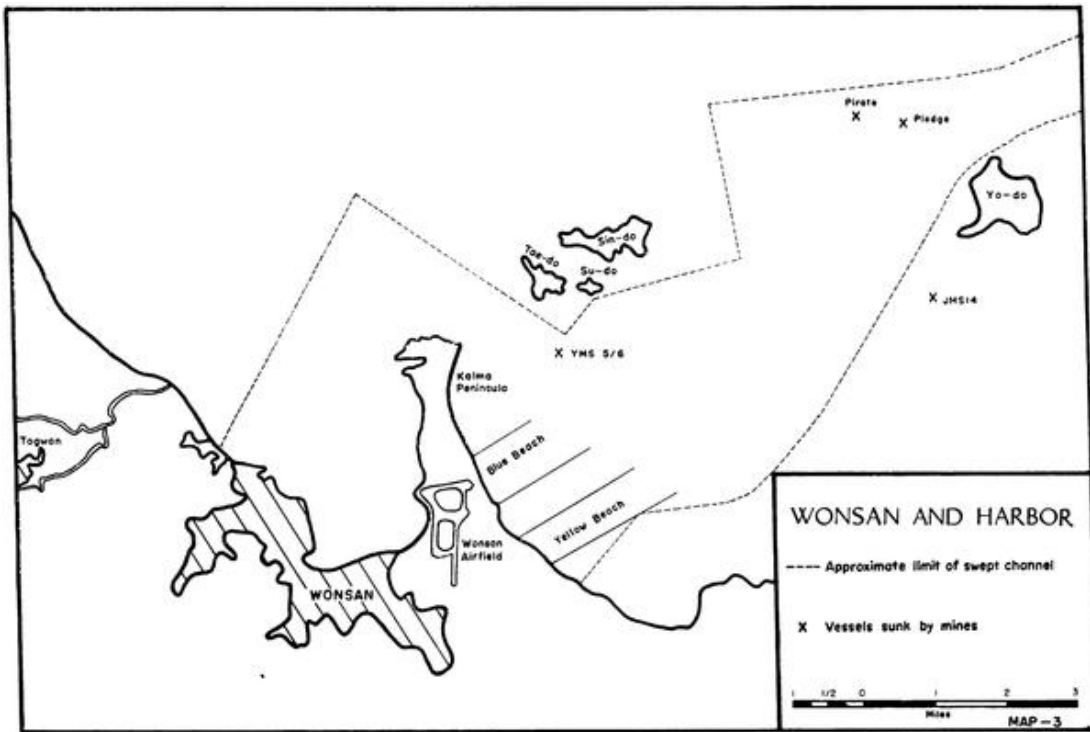 Pirate
Pledge
Yo-do
Sin-do
Tae-do
Su-do
JMS14
YMS 5/6
Kalma
Peninsula
Togwon
Blue Beach
Yellow Beach
Wonsan
Airfield
WONSAN
WONSAN AND HARBOR
Approximate limit of swept channel
X Vessels sunk by mines
1 1/2 0 1 2 3
Miles
MAP-3